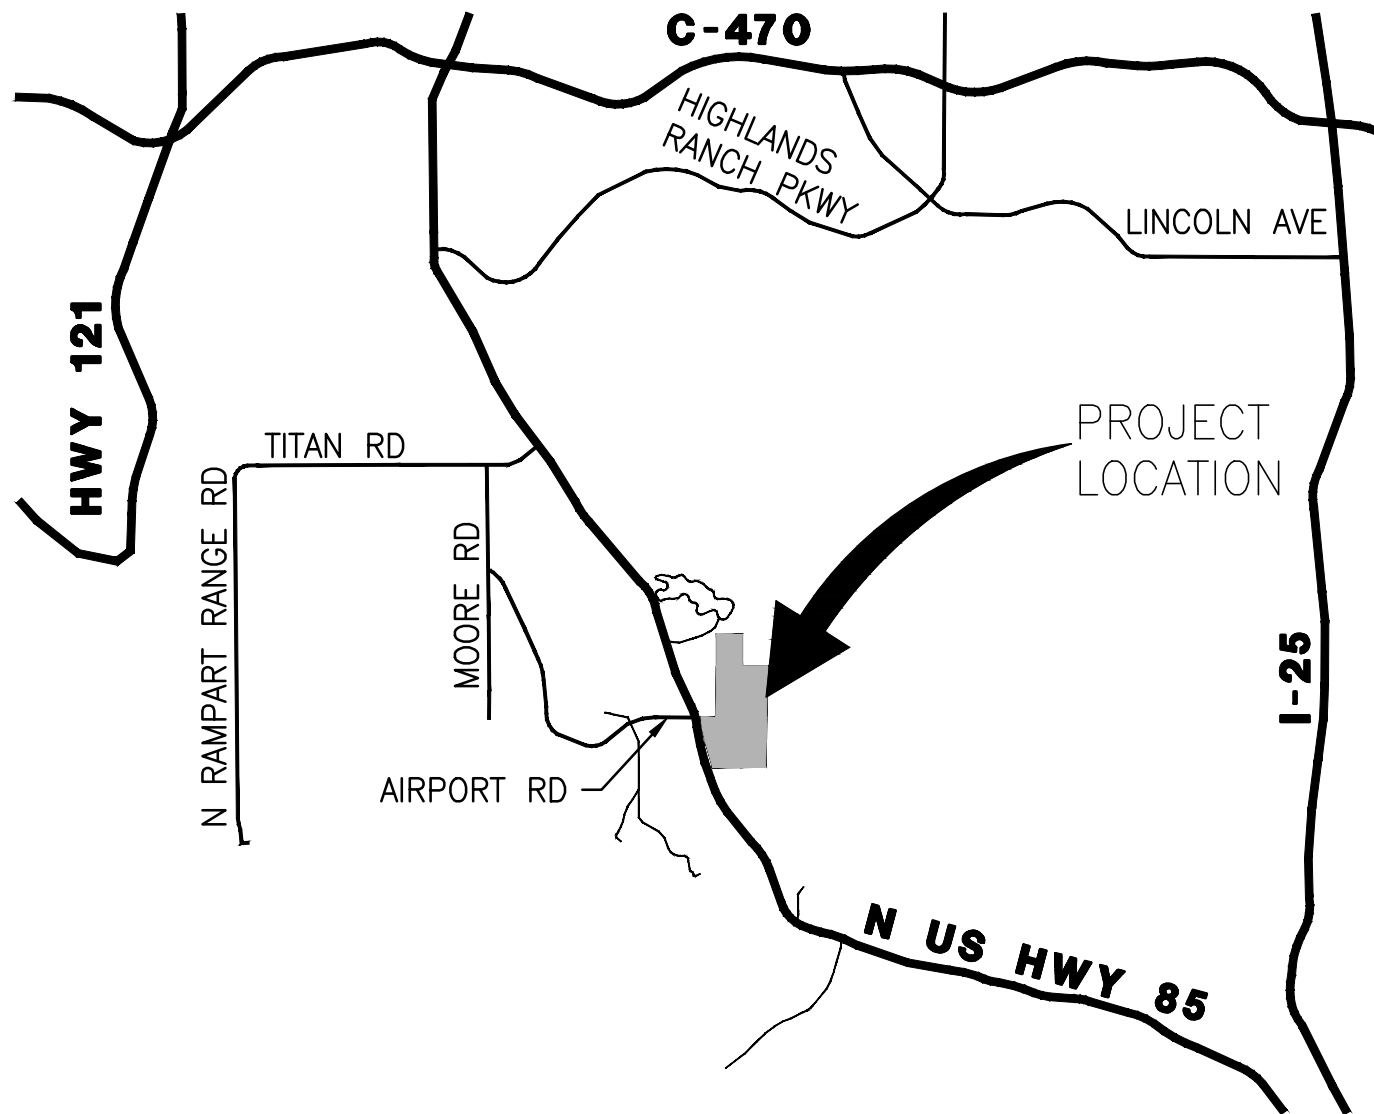 C-470
HIGHLANDS
RANCH PKWY
LINCOLN AVE
HWY 121
PROJECT
LOCATION
TITAN RD
N RAMPART RANGE RD
MOORE RD
I-25
AIRPORT RD
N US HWY 85